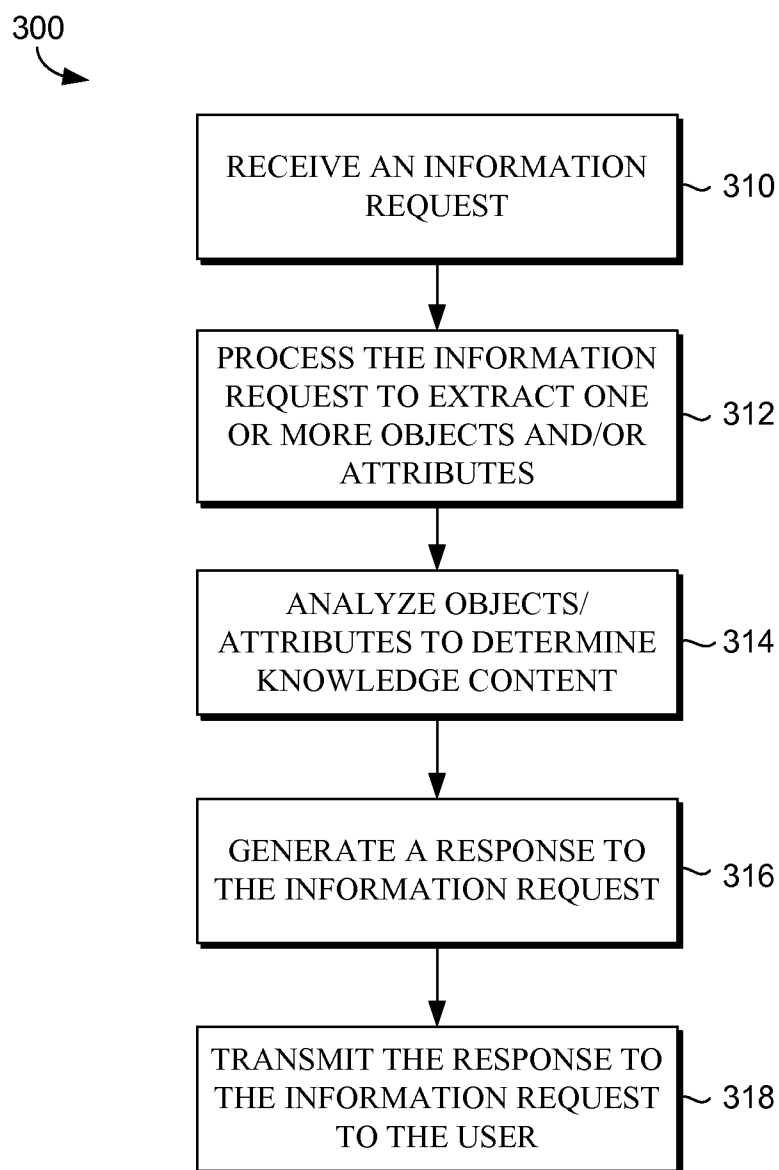 300
RECEIVE AN INFORMATION
REQUEST
310
PROCESS THE INFORMATION
REQUEST TO EXTRACT ONE
OR MORE OBJECTS AND/OR
ATTRIBUTES
312
ANALYZE OBJECTS/
ATTRIBUTES TO DETERMINE
KNOWLEDGE CONTENT
314
GENERATE A RESPONSE TO
THE INFORMATION REQUEST
316
TRANSMIT THE RESPONSE TO
THE INFORMATION REQUEST
TO THE USER
318